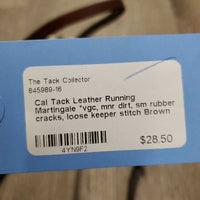 The Tack Collector
845989-16
Cal Tack Leather Running
Martingale *vgc, mnr dirt, sm rubber
cracks, loose keeper stitch Brown
$28.50
4YN9F2